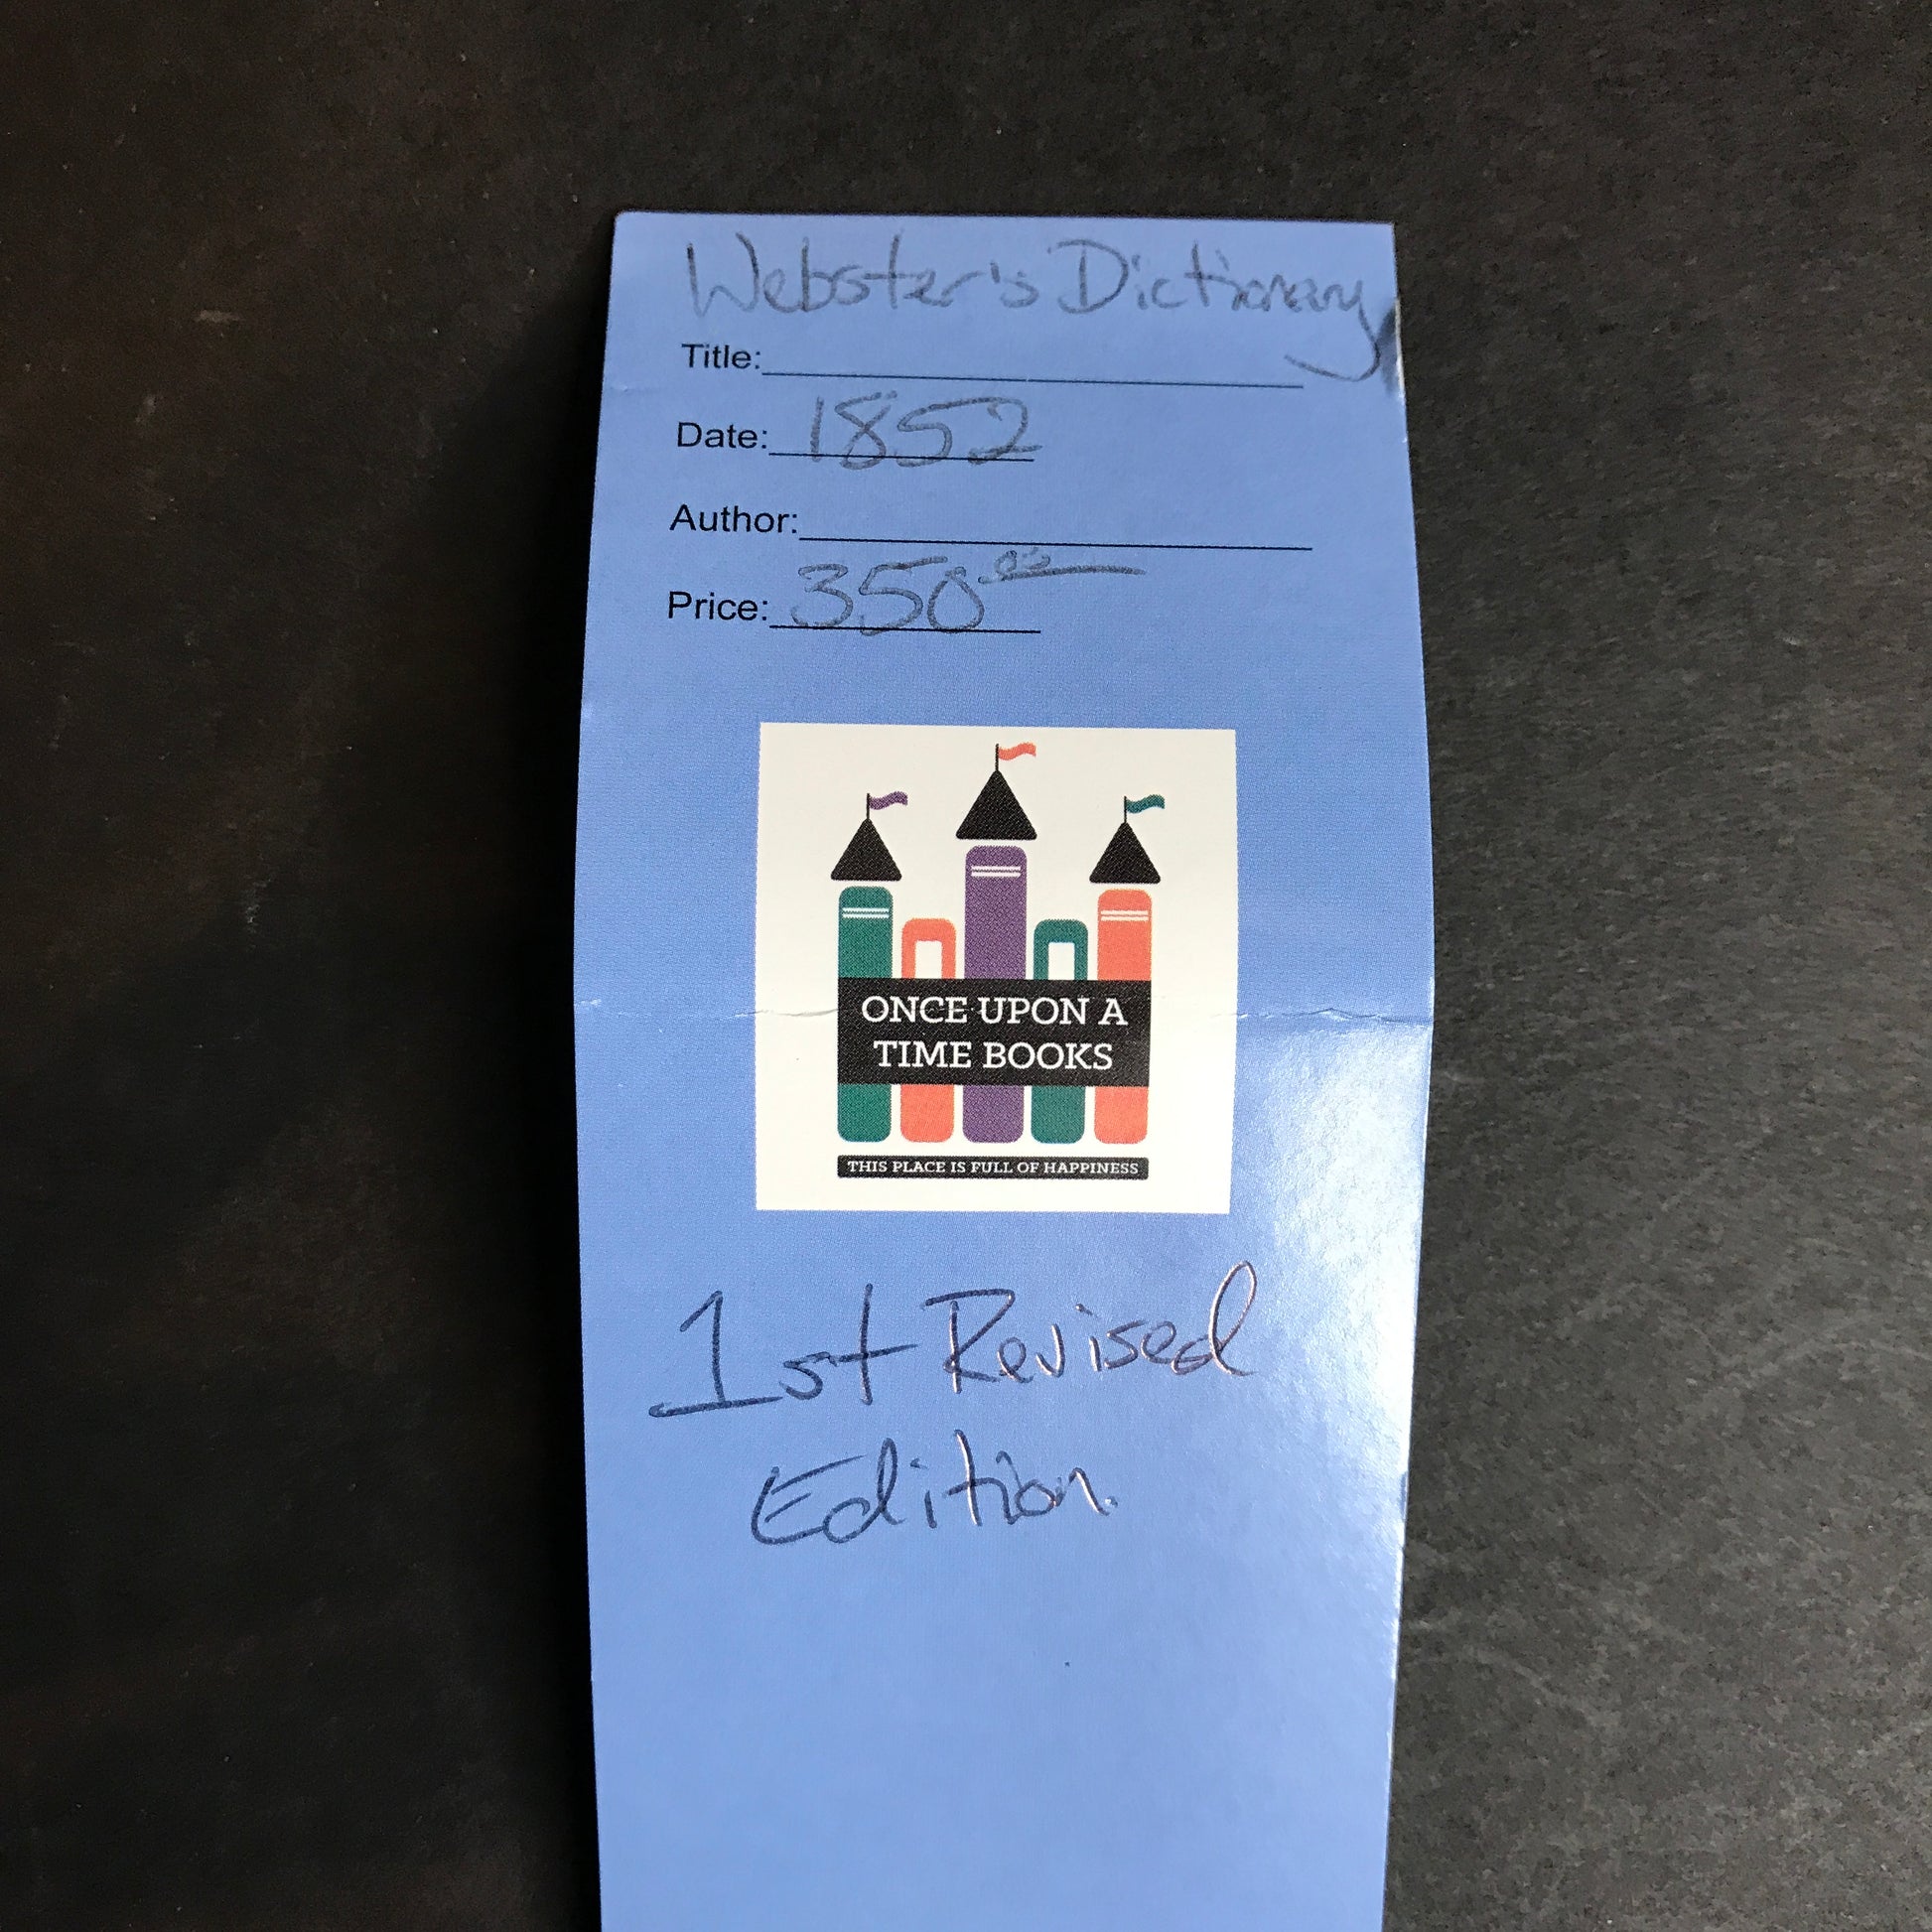 Webster's Dictionary
Title:
Date: 1852
Author:
Price: 350 00
ONCE UPON A
TIME BOOKS
THIS PLACE IS FULL OF HAPPINESS
1st Revised
Edition.